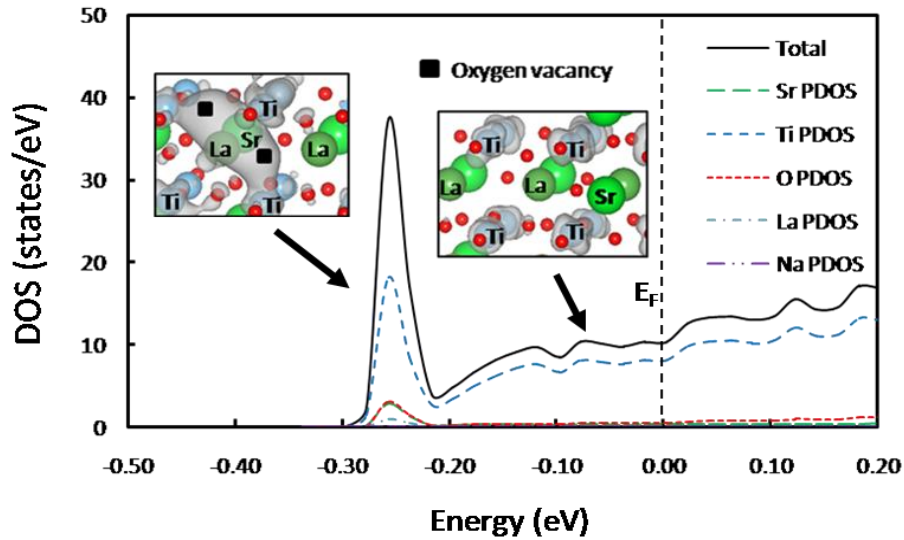 50
40
30
20
10
0
DOS (states/eV)
-0.50
-0.40
-0.30
-0.20
-0.10
0.00
0.10
0.20
Energy (eV)
Oxygen vacancy
Total
Sr PDOS
Ti PDOS
O PDOS
La PDOS
Na PDOS
E_F
Ti
Sr
La
La
Ti
Ti
Ti
Ti
La
La
Sr
Ti
Ti